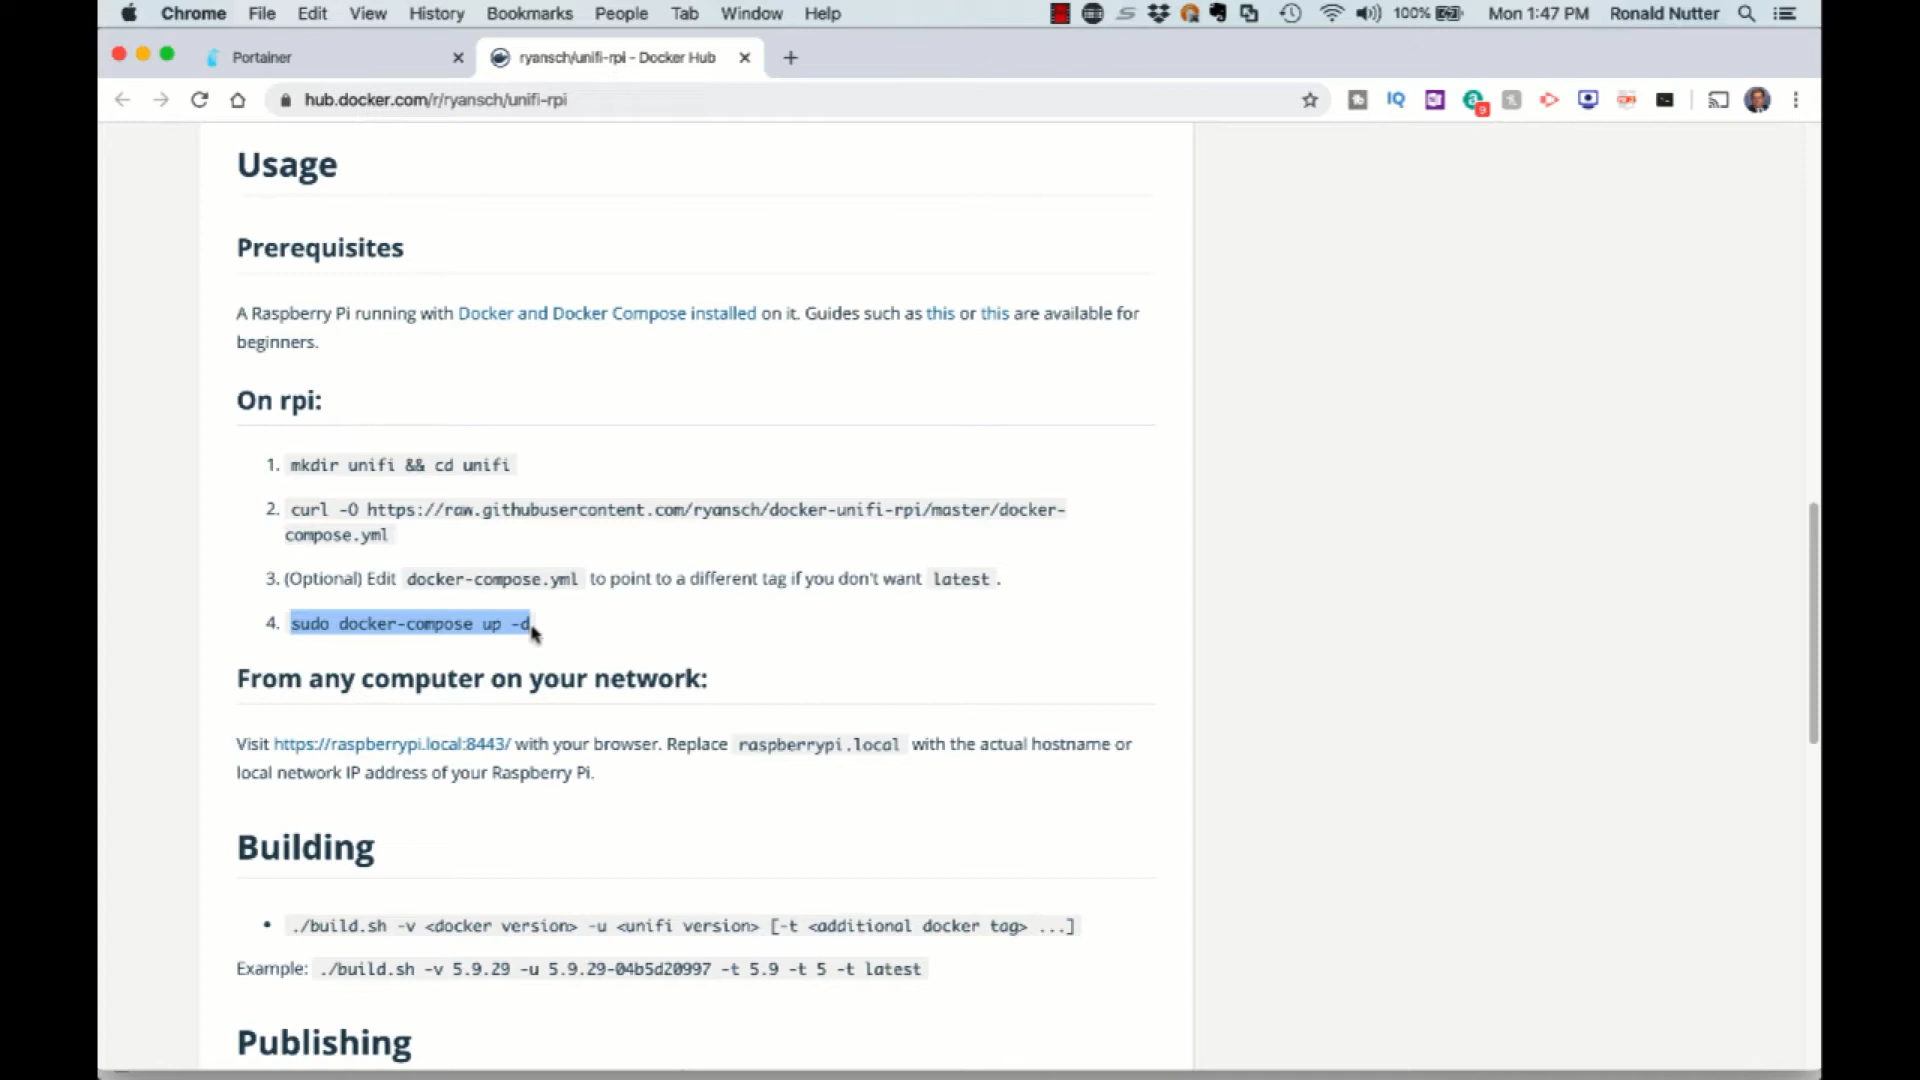 Chrome File Edit View History Bookmarks People Tab Window Help 100% Mon 1:47 PM Ronald Nutter
Portainer ryansch/unifi-rpi - Docker Hub
hub.docker.com/r/ryansch/unifi-rpi IQ 9
Usage
Prerequisites
A Raspberry Pi running with Docker and Docker Compose installed on it. Guides such as this or this are available for
beginners.
On rpi:
1. mkdir unifi && cd unifi
2. curl -O https://raw.githubusercontent.com/ryansch/docker-unifi-rpi/master/docker-
compose.yml
3. (Optional) Edit docker-compose.yml to point to a different tag if you don't want latest .
4. sudo docker-compose up -d
From any computer on your network:
Visit https://raspberrypi.local:8443/ with your browser. Replace raspberrypi.local with the actual hostname or
local network IP address of your Raspberry Pi.
Building
• ./build.sh -v <docker version> -u <unifi version> [-t <additional docker tag> ...]
Example: ./build.sh -v 5.9.29 -u 5.9.29-04b5d20997 -t 5.9 -t 5 -t latest
Publishing